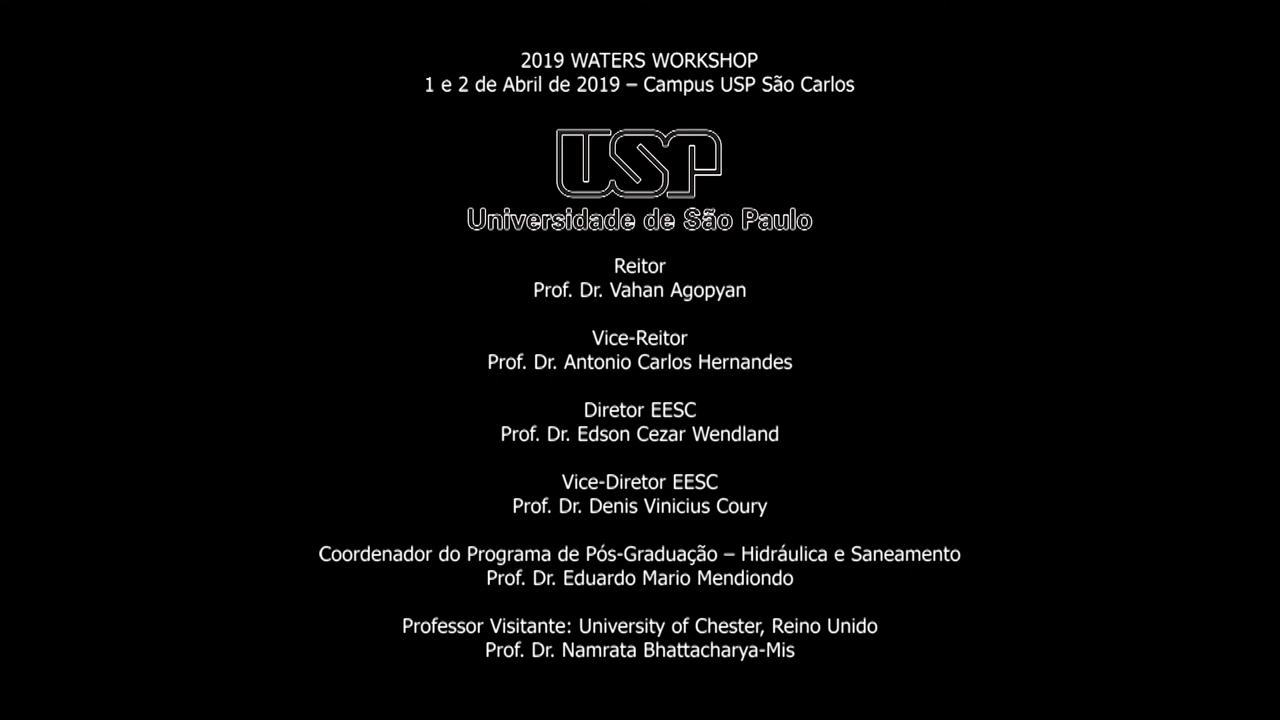 2019 WATERS WORKSHOP
1 e 2 de Abril de 2019 – Campus USP São Carlos
USP
Universidade de São Paulo
Reitor
Prof. Dr. Vahan Agopyan
Vice-Reitor
Prof. Dr. Antonio Carlos Hernandes
Diretor EESC
Prof. Dr. Edson Cezar Wendland
Vice-Diretor EESC
Prof. Dr. Denis Vinicius Coury
Coordenador do Programa de Pós-Graduação – Hidráulica e Saneamento
Prof. Dr. Eduardo Mario Mendiondo
Professor Visitante: University of Chester, Reino Unido
Prof. Dr. Namrata Bhattacharya-Mis